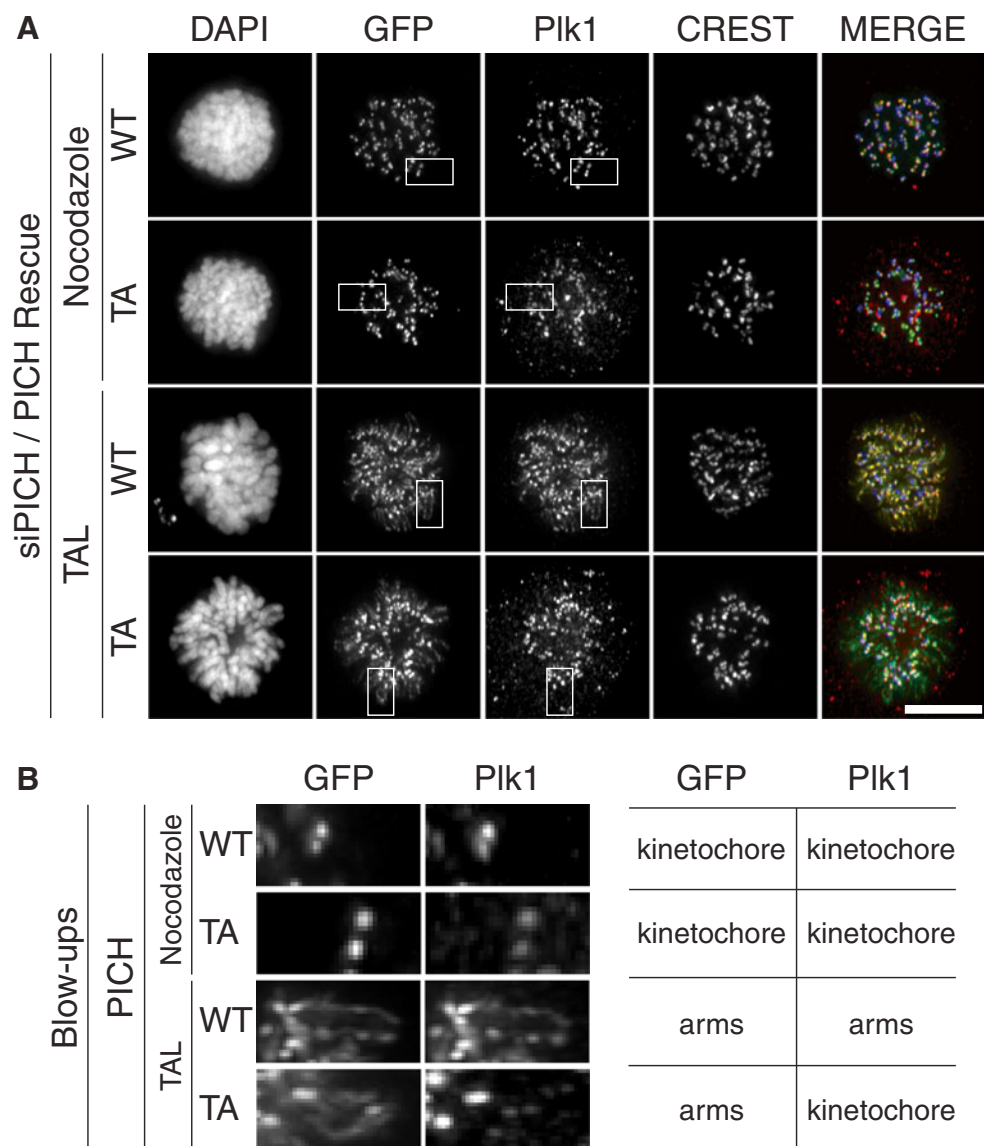 A
DAPI GFP Plk1 CREST MERGE
siPICH / PICH Rescue
Nocodazole
WT
TA
TAL
WT
TA
B
GFP Plk1 GFP Plk1
Blow-ups
PICH
Nocodazole
WT
kinetochore kinetochore
TA
kinetochore kinetochore
TAL
WT
arms arms
TA
arms kinetochore